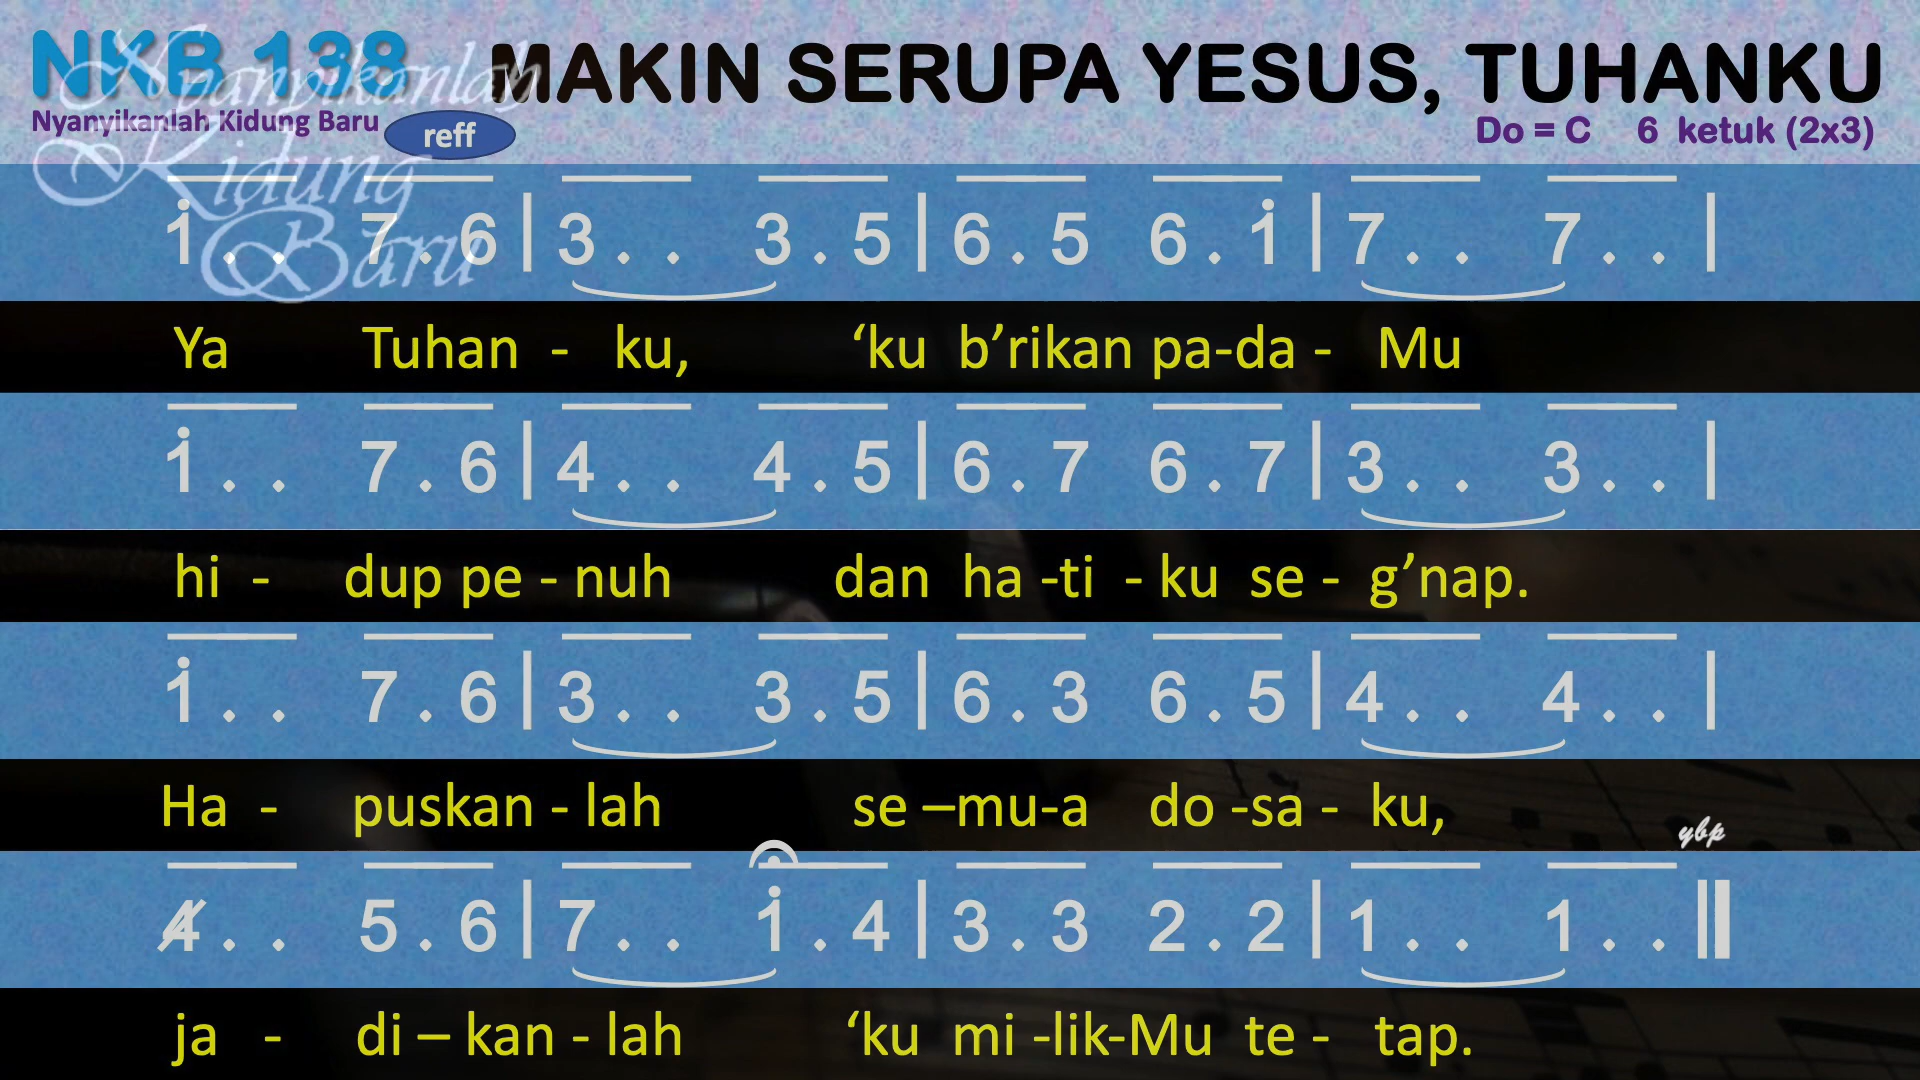 NKB 138 MAKIN SERUPA YESUS, TUHANKU
Nyanyikanlah Kidung Baru
Nyanyikanlah
Kidung
Baru
reff
Do = C 6 ketuk (2x3)
i . . 7 . 6 | 3 . . 3 . 5 | 6 . 5 6 . i | 7 . . 7 . . |
Ya Tuhan - ku, ‘ku b’rikan pa-da - Mu
i . . 7 . 6 | 4 . . 4 . 5 | 6 . 7 6 . 7 | 3 . . 3 . . |
hi - dup pe - nuh dan ha -ti - ku se - g’nap.
i . . 7 . 6 | 3 . . 3 . 5 | 6 . 3 6 . 5 | 4 . . 4 . . |
Ha - puskan - lah se –mu-a do -sa - ku,
ybp
4̸ . . 5 . 6 | 7 . . i . 4 | 3 . 3 2 . 2 | 1 . . 1 . . ||
ja - di – kan - lah ‘ku mi -lik-Mu te - tap.